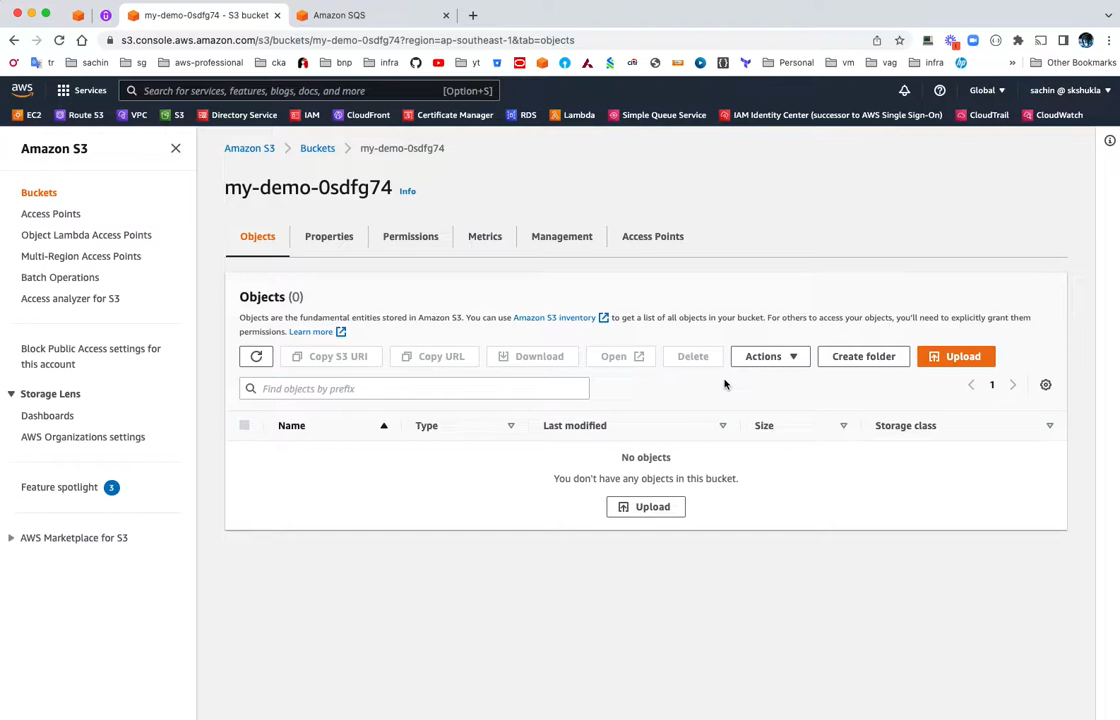 my-demo-0sdfg74 - S3 bucket
Amazon SQS
s3.console.aws.amazon.com/s3/buckets/my-demo-0sdfg74?region=ap-southeast-1&tab=objects
tr sachin sg aws-professional cka bnp infra yt Personal vm vag infra » Other Bookmarks
aws Services Search for services, features, blogs, docs, and more [Option+S] Global sachin @ skshukla
EC2 Route 53 VPC S3 Directory Service IAM CloudFront Certificate Manager RDS Lambda Simple Queue Service IAM Identity Center (successor to AWS Single Sign-On) CloudTrail CloudWatch
Amazon S3
Buckets
Access Points
Object Lambda Access Points
Multi-Region Access Points
Batch Operations
Access analyzer for S3
Block Public Access settings for
this account
Storage Lens
Dashboards
AWS Organizations settings
Feature spotlight 3
AWS Marketplace for S3
Amazon S3 Buckets my-demo-0sdfg74
my-demo-0sdfg74 Info
Objects Properties Permissions Metrics Management Access Points
Objects (0)
Objects are the fundamental entities stored in Amazon S3. You can use Amazon S3 inventory to get a list of all objects in your bucket. For others to access your objects, you'll need to explicitly grant them
permissions. Learn more
Copy S3 URI Copy URL Download Open Delete Actions Create folder Upload
Find objects by prefix
1
Name Type Last modified Size Storage class
No objects
You don't have any objects in this bucket.
Upload